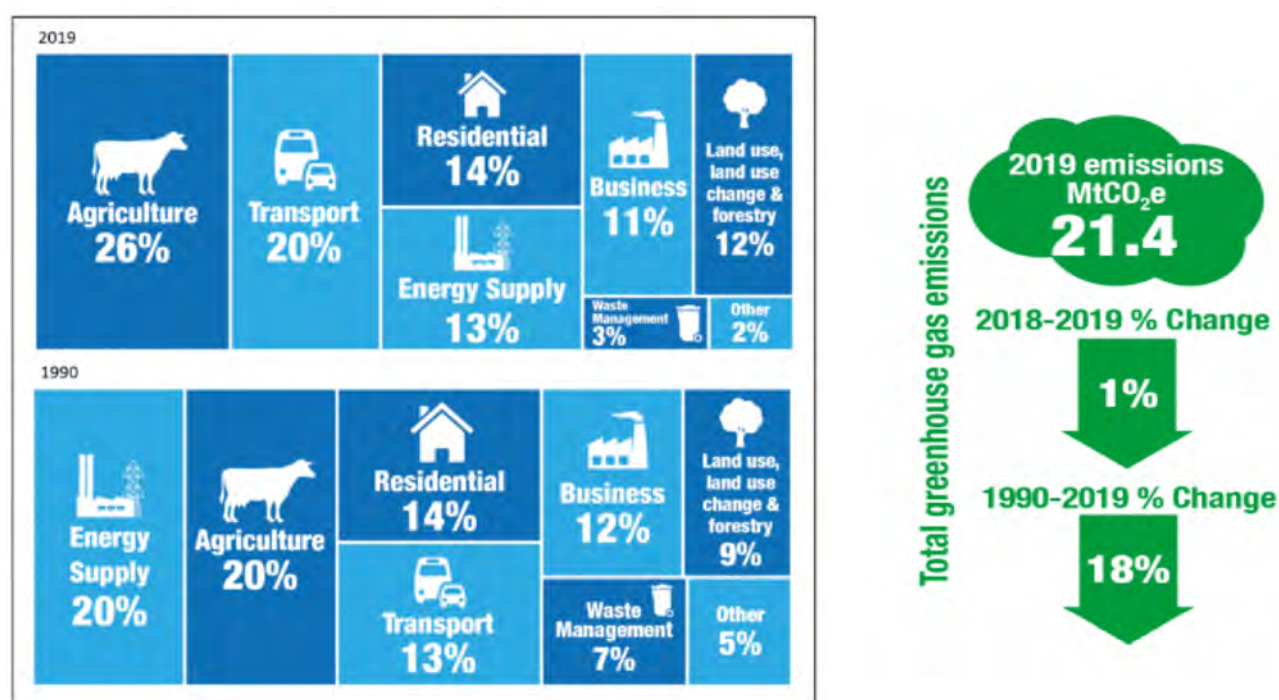 2019
Agriculture
26%
Transport
20%
Residential
14%
Energy Supply
13%
Business
11%
Land use,
land use
change &
forestry
12%
Waste
Management
3%
Other
2%
1990
Energy
Supply
20%
Agriculture
20%
Residential
14%
Transport
13%
Business
12%
Land use,
land use
change &
forestry
9%
Waste
Management
7%
Other
5%
Total greenhouse gas emissions
2019 emissions
MtCO₂e
21.4
2018-2019 % Change
1%
1990-2019 % Change
18%